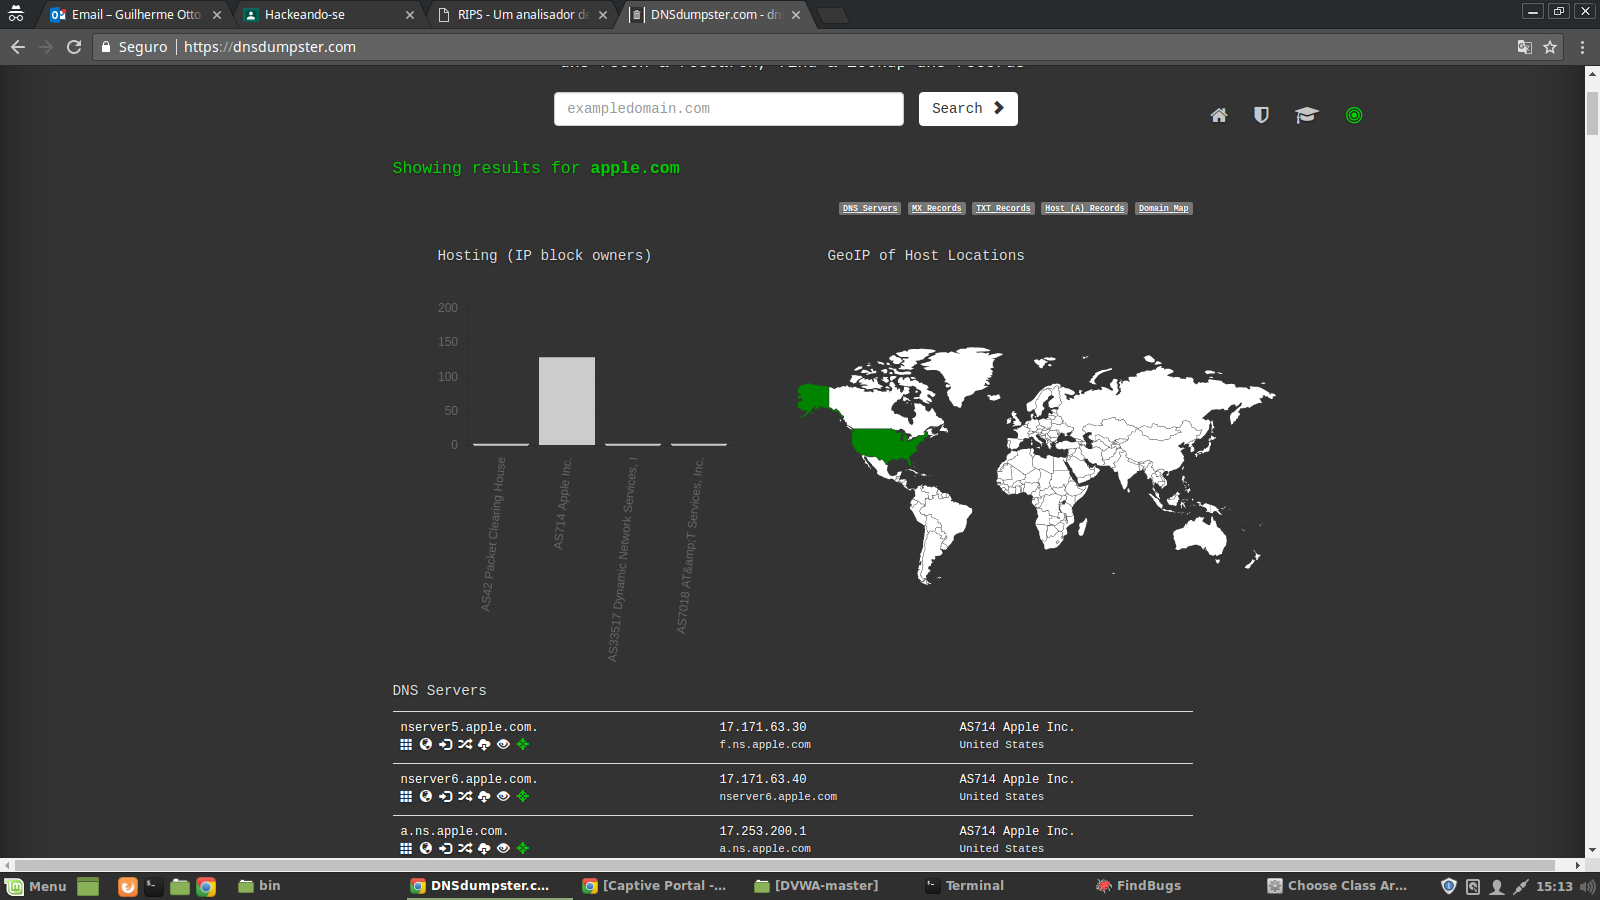 Email – Guilherme Otto
Hackeando-se
RIPS - Um analisador de
DNSdumpster.com - dn
Seguro
https://dnsdumpster.com
exampledomain.com
Search
Showing results for apple.com
DNS Servers
MX Records
TXT Records
Host (A) Records
Domain Map
Hosting (IP block owners)
GeoIP of Host Locations
200
150
100
50
0
AS42 Packet Clearing House
AS714 Apple Inc.
AS33517 Dynamic Network Services, I
AS7018 AT&amp;T Services, Inc.
DNS Servers
nserver5.apple.com. 17.171.63.30 AS714 Apple Inc.
f.ns.apple.com United States
nserver6.apple.com. 17.171.63.40 AS714 Apple Inc.
nserver6.apple.com United States
a.ns.apple.com. 17.253.200.1 AS714 Apple Inc.
a.ns.apple.com United States
Menu
bin
DNSdumpster.c...
[Captive Portal -...
[DVWA-master]
Terminal
FindBugs
Choose Class Ar...
15:13